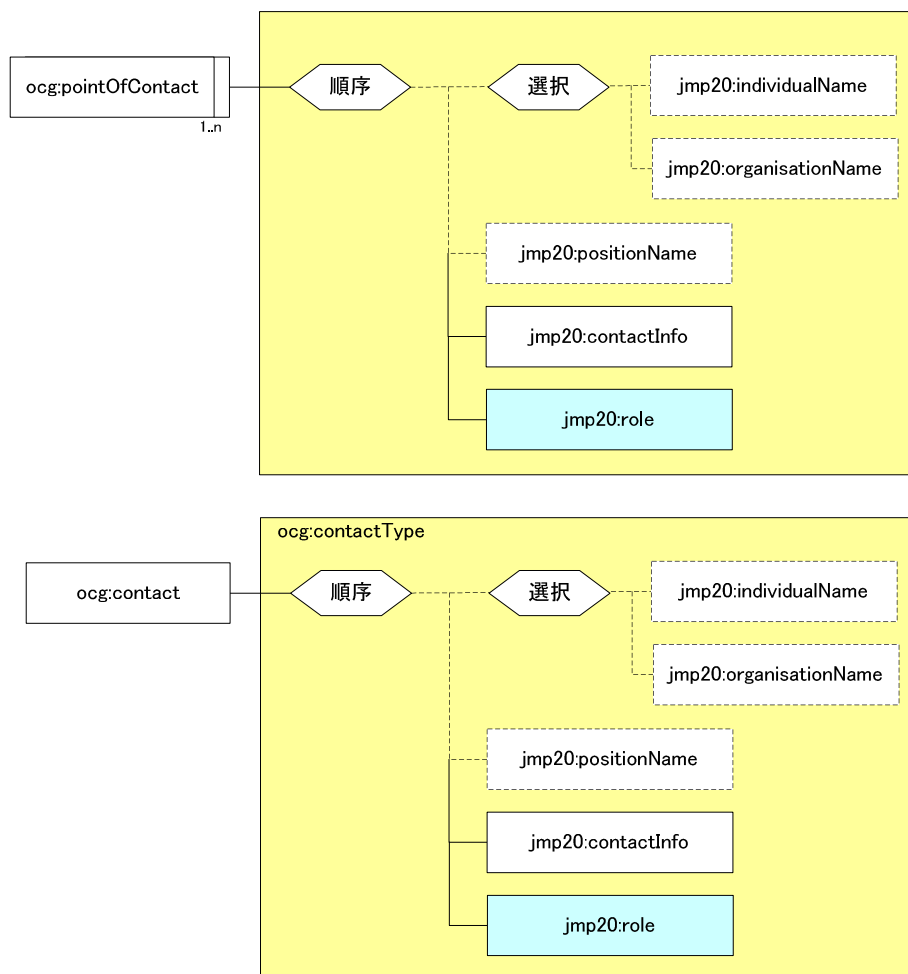 ocg:pointOfContact
1..n
順序
選択
jmp20:individualName
jmp20:organisationName
jmp20:positionName
jmp20:contactInfo
jmp20:role
ocg:contactType
ocg:contact
順序
選択
jmp20:individualName
jmp20:organisationName
jmp20:positionName
jmp20:contactInfo
jmp20:role